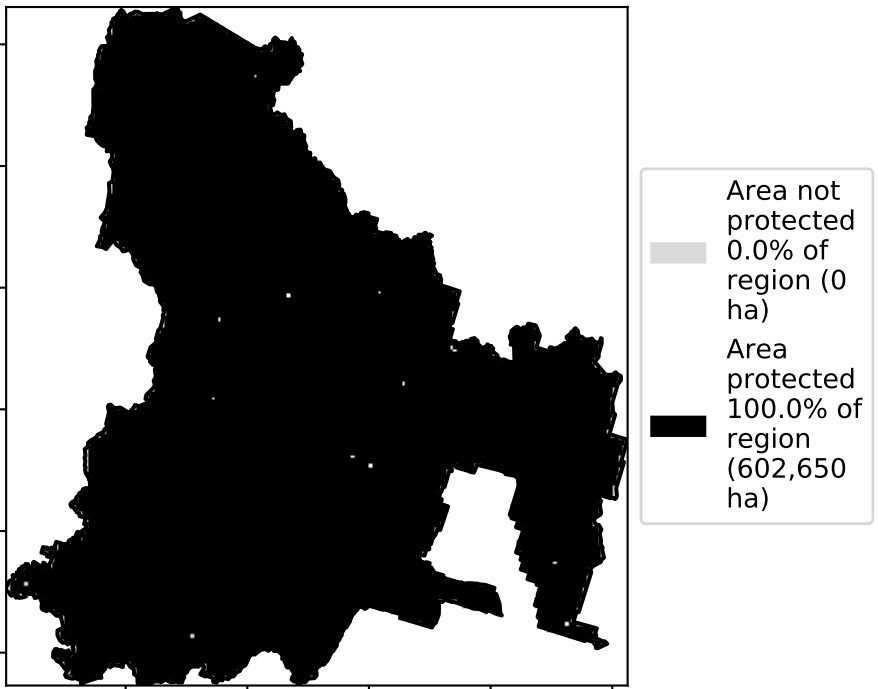 Area not
protected
0.0% of
region (0
ha)
Area
protected
100.0% of
region
(602,650
ha)